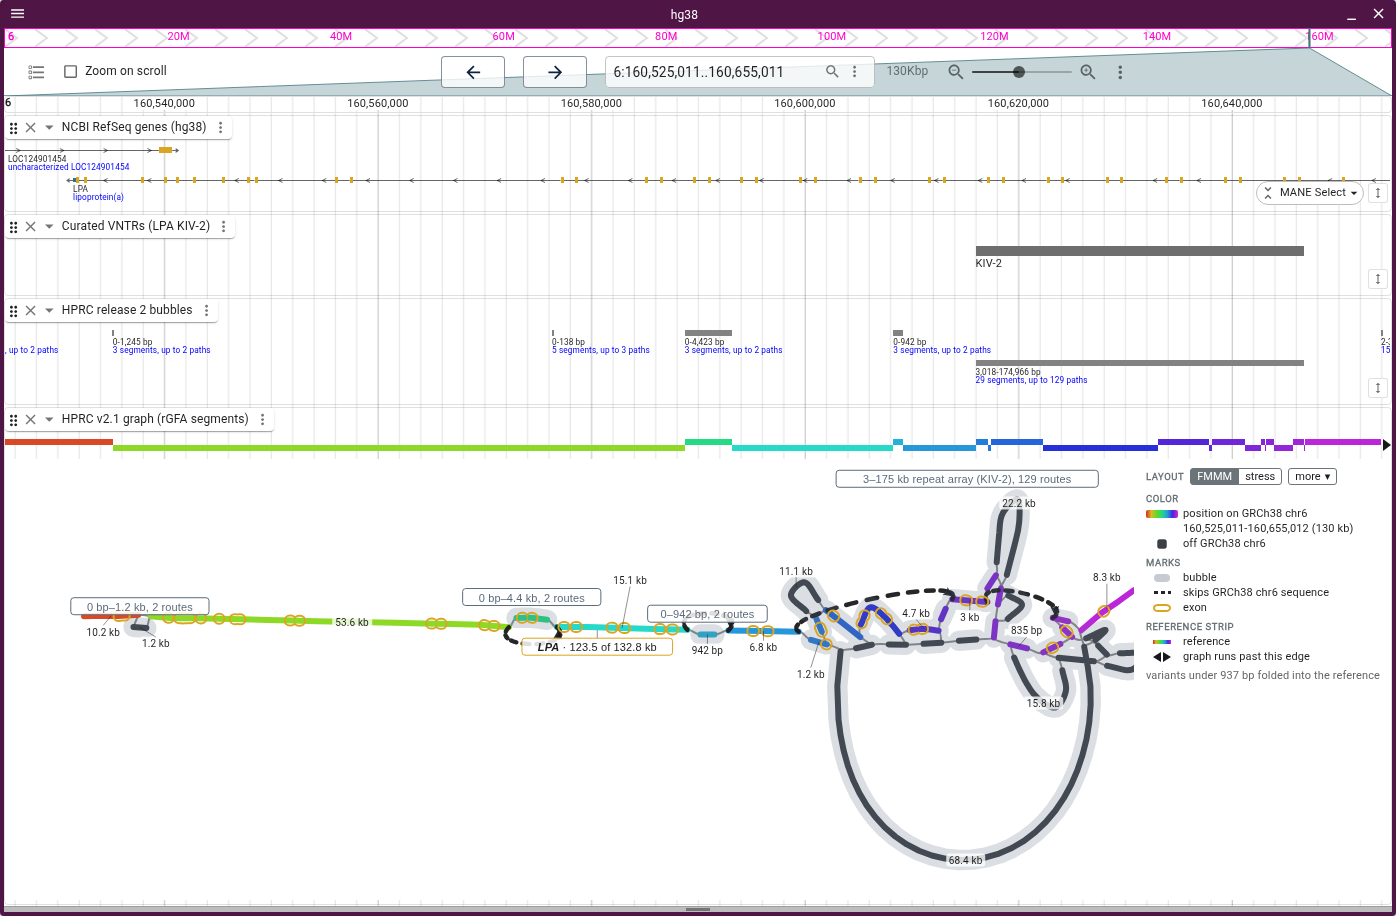 hg38
6 20M 40M 60M 80M 100M 120M 140M 160M
Zoom on scroll
6:160,525,011..160,655,011
130Kbp
6 160,540,000 160,560,000 160,580,000 160,600,000 160,620,000 160,640,000
NCBI RefSeq genes (hg38)
LOC124901454
uncharacterized LOC124901454
LPA
lipoprotein(a)
MANE Select
Curated VNTRs (LPA KIV-2)
KIV-2
HPRC release 2 bubbles
, up to 2 paths
0-1,245 bp
3 segments, up to 2 paths
0-138 bp
5 segments, up to 3 paths
0-4,423 bp
3 segments, up to 2 paths
0-942 bp
3 segments, up to 2 paths
3,018-174,966 bp
29 segments, up to 129 paths
2-
15
HPRC v2.1 graph (rGFA segments)
3–175 kb repeat array (KIV-2), 129 routes
22.2 kb
11.1 kb
15.1 kb
8.3 kb
0 bp–1.2 kb, 2 routes
0 bp–4.4 kb, 2 routes
0–942 bp, 2 routes
10.2 kb
1.2 kb
53.6 kb
LPA · 123.5 of 132.8 kb
942 bp
6.8 kb
4.7 kb
3 kb
835 bp
1.2 kb
15.8 kb
68.4 kb
LAYOUT FMMM stress more ▾
COLOR
position on GRCh38 chr6
160,525,011-160,655,012 (130 kb)
off GRCh38 chr6
MARKS
bubble
skips GRCh38 chr6 sequence
exon
REFERENCE STRIP
reference
graph runs past this edge
variants under 937 bp folded into the reference